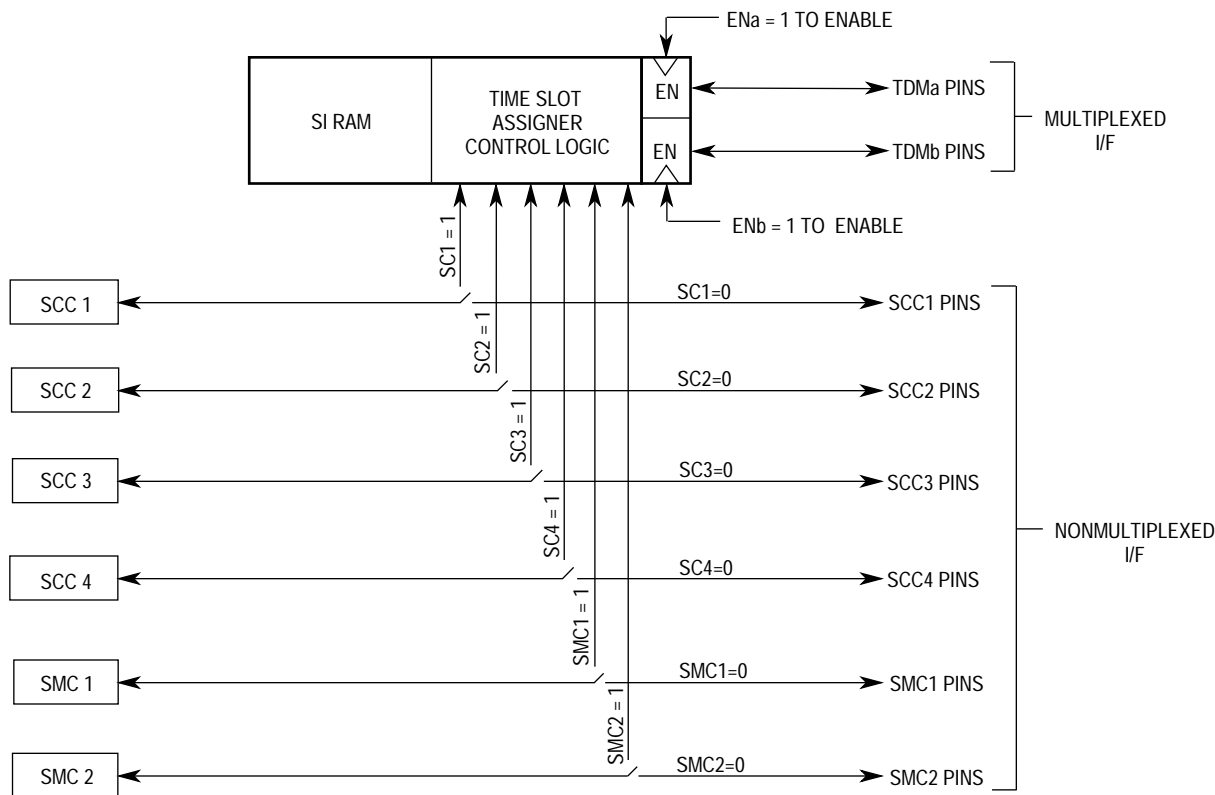 ENa = 1 TO ENABLE
SI RAM
TIME SLOT
ASSIGNER
CONTROL LOGIC
EN
TDMa PINS
EN
TDMb PINS
MULTIPLEXED
I/F
ENb = 1 TO ENABLE
SC1 = 1
SCC 1
SC1=0
SCC1 PINS
SC2 = 1
SCC 2
SC2=0
SCC2 PINS
SC3 = 1
SCC 3
SC3=0
SCC3 PINS
SC4 = 1
NONMULTIPLEXED
I/F
SCC 4
SC4=0
SCC4 PINS
SMC1 = 1
SMC 1
SMC1=0
SMC1 PINS
SMC2 = 1
SMC 2
SMC2=0
SMC2 PINS